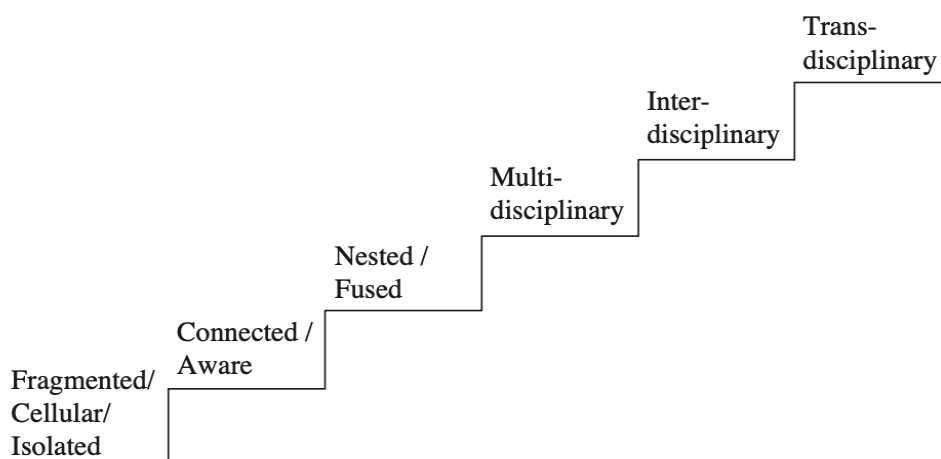 Trans-
disciplinary
Inter-
disciplinary
Multi-
disciplinary
Nested /
Fused
Connected /
Aware
Fragmented/
Cellular/
Isolated